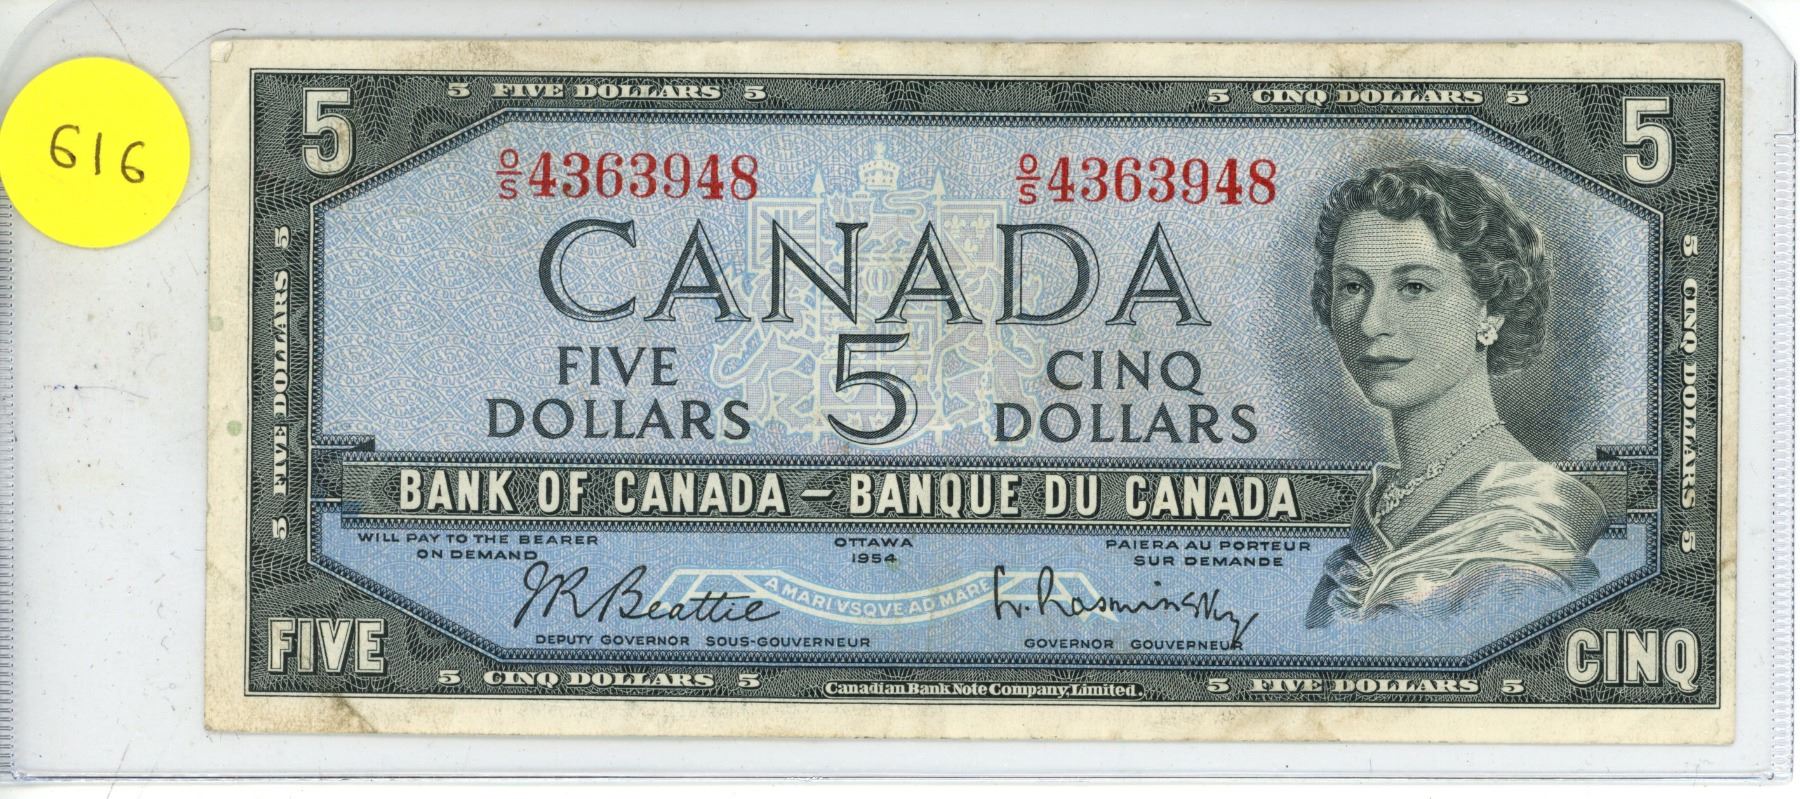 616
5 FIVE DOLLARS 5
5 CINQ DOLLARS 5
5
5
O/S 4363948
O/S 4363948
CANADA
FIVE DOLLARS
5
CINQ DOLLARS
5 FIVE DOLLARS 5
5 CINQ DOLLARS 5
BANK OF CANADA – BANQUE DU CANADA
WILL PAY TO THE BEARER
ON DEMAND
OTTAWA
1954
PAIERA AU PORTEUR
SUR DEMANDE
JR Beattie
A MARI VSQVE AD MARE
L. Rasminsky
DEPUTY GOVERNOR SOUS-GOUVERNEUR
GOVERNOR GOUVERNEUR
FIVE
CINQ
5 CINQ DOLLARS 5
Canadian Bank Note Company, Limited.
5 FIVE DOLLARS 5